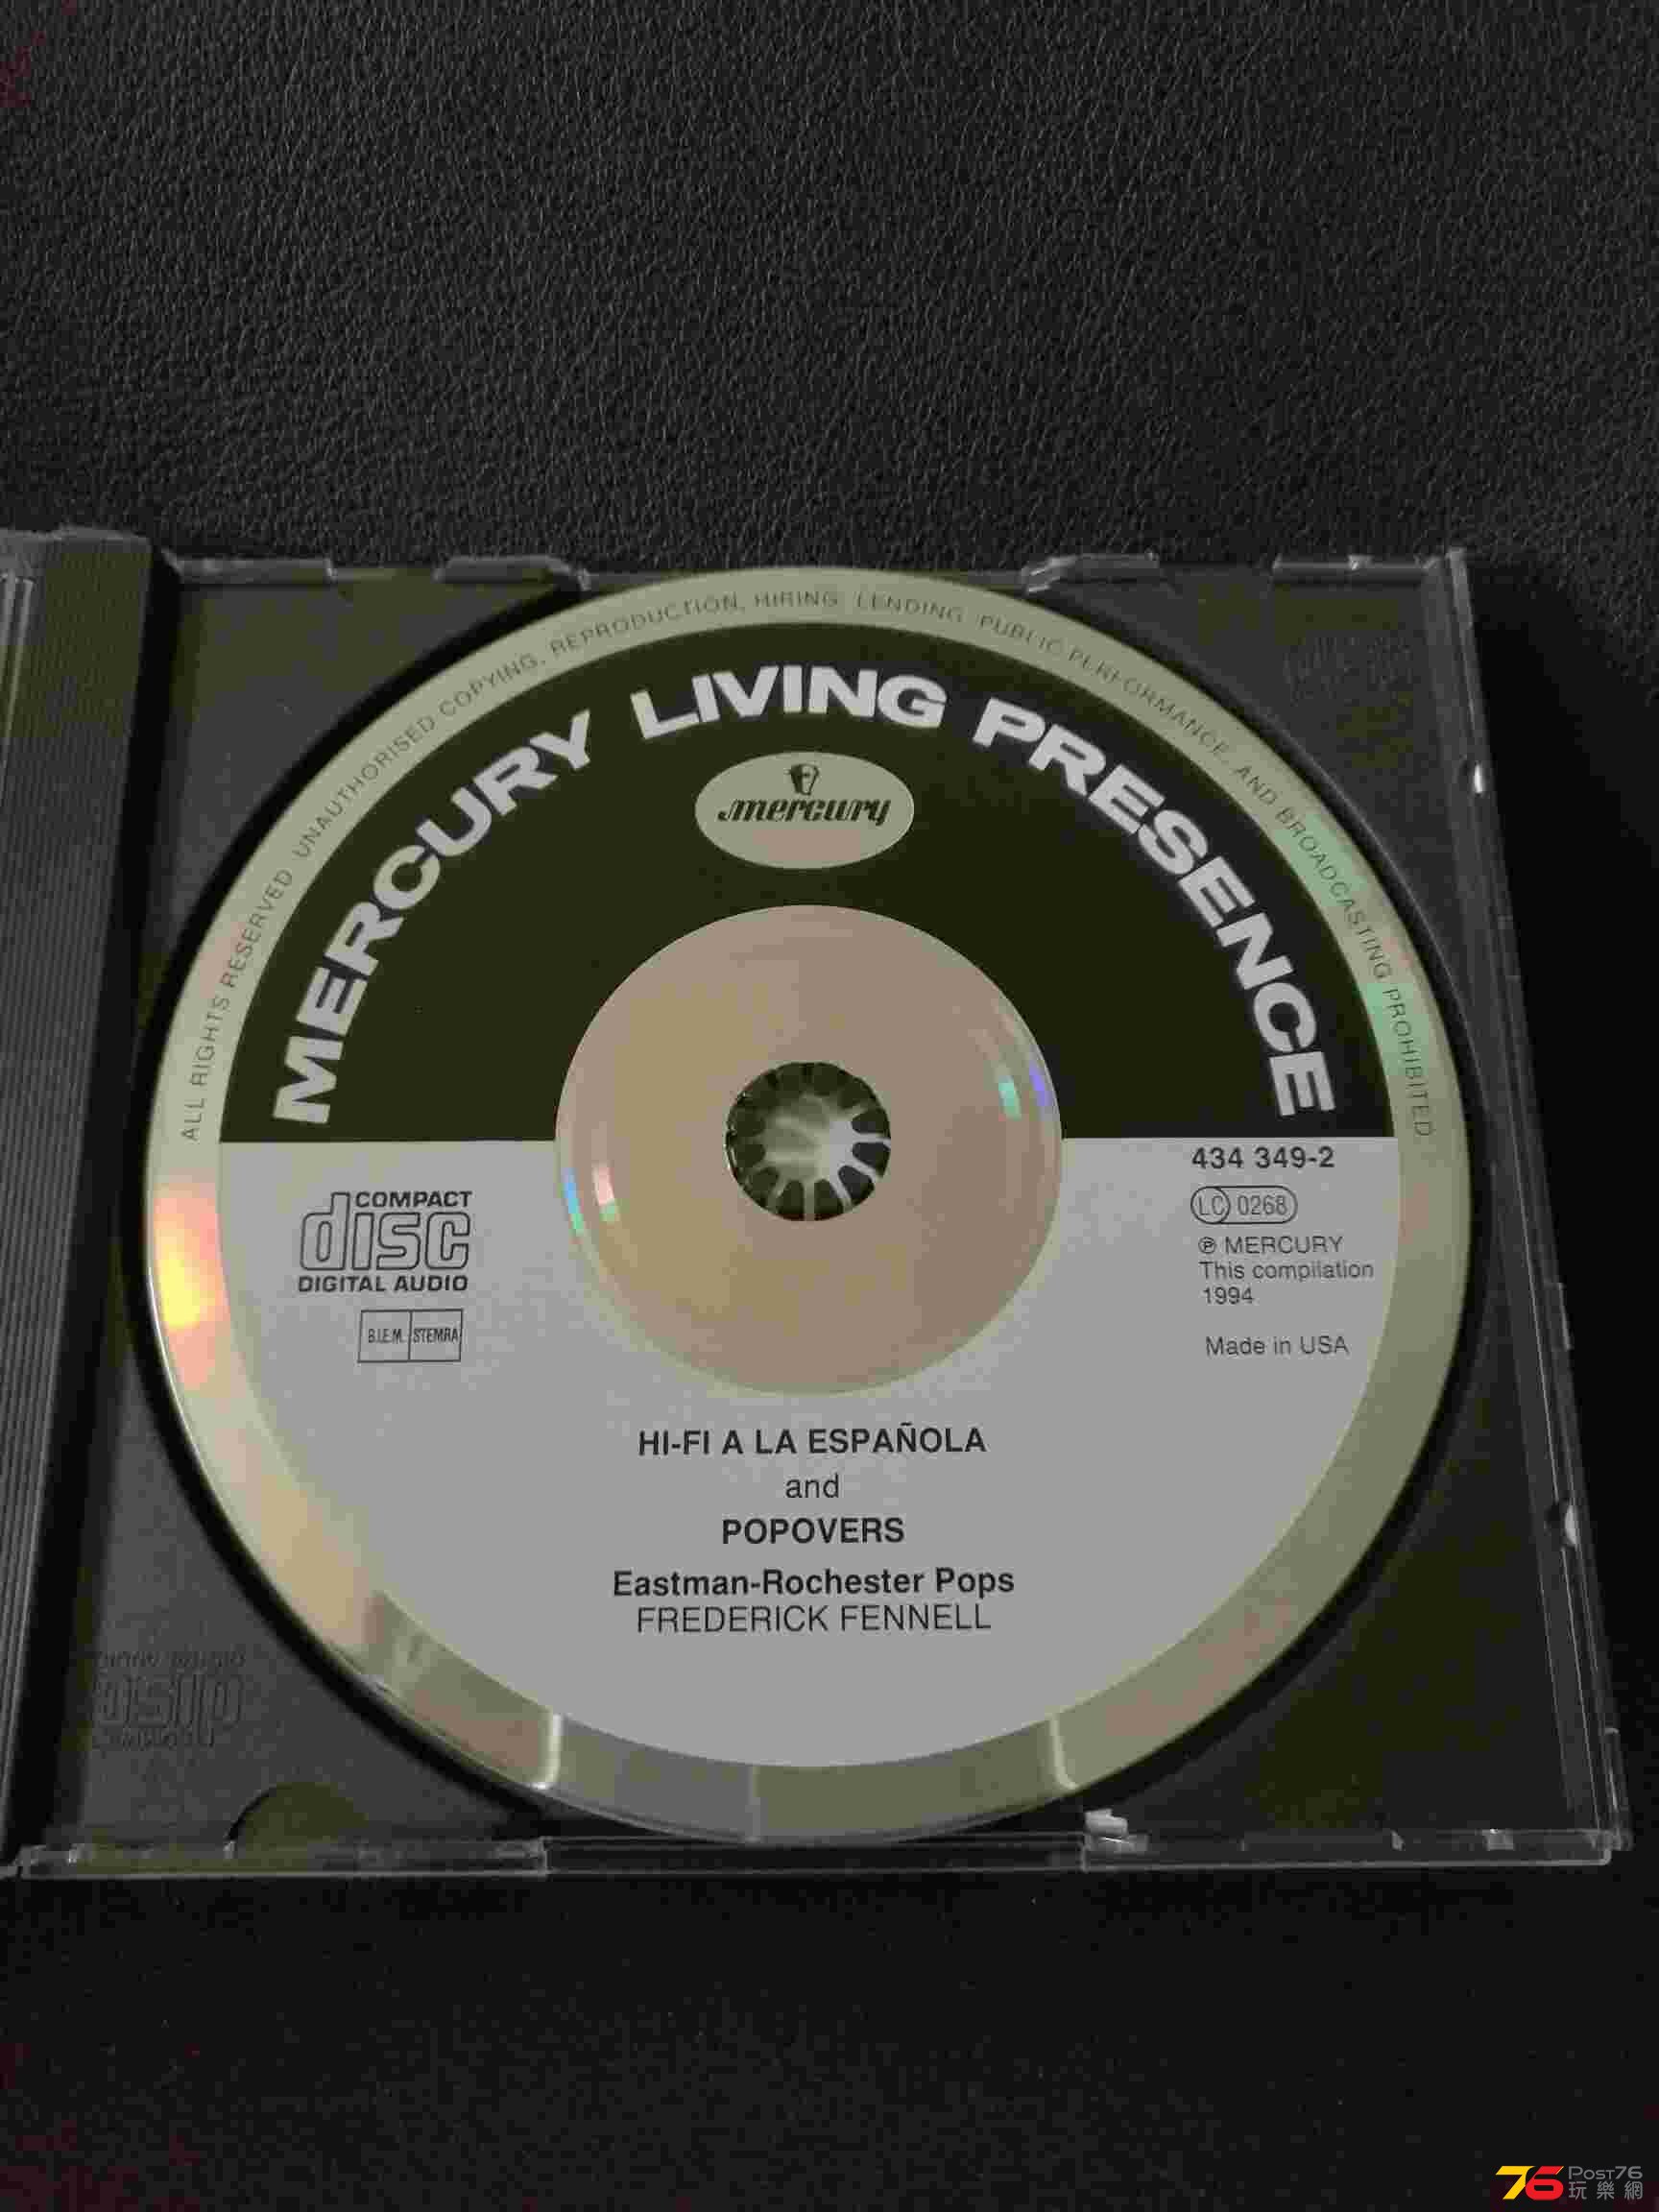 ALL RIGHTS RESERVED UNAUTHORISED COPYING, REPRODUCTION, HIRING, LENDING, PUBLIC PERFORMANCE, AND BROADCASTING PROHIBITED
MERCURY LIVING PRESENCE
mercury
434 349-2
LC 0268
℗ MERCURY
This compilation
1994
Made in USA
COMPACT
disc
DIGITAL AUDIO
B.I.E.M. STEMRA
HI-FI A LA ESPAÑOLA
and
POPOVERS
Eastman-Rochester Pops
FREDERICK FENNELL
76 POST76
玩樂網